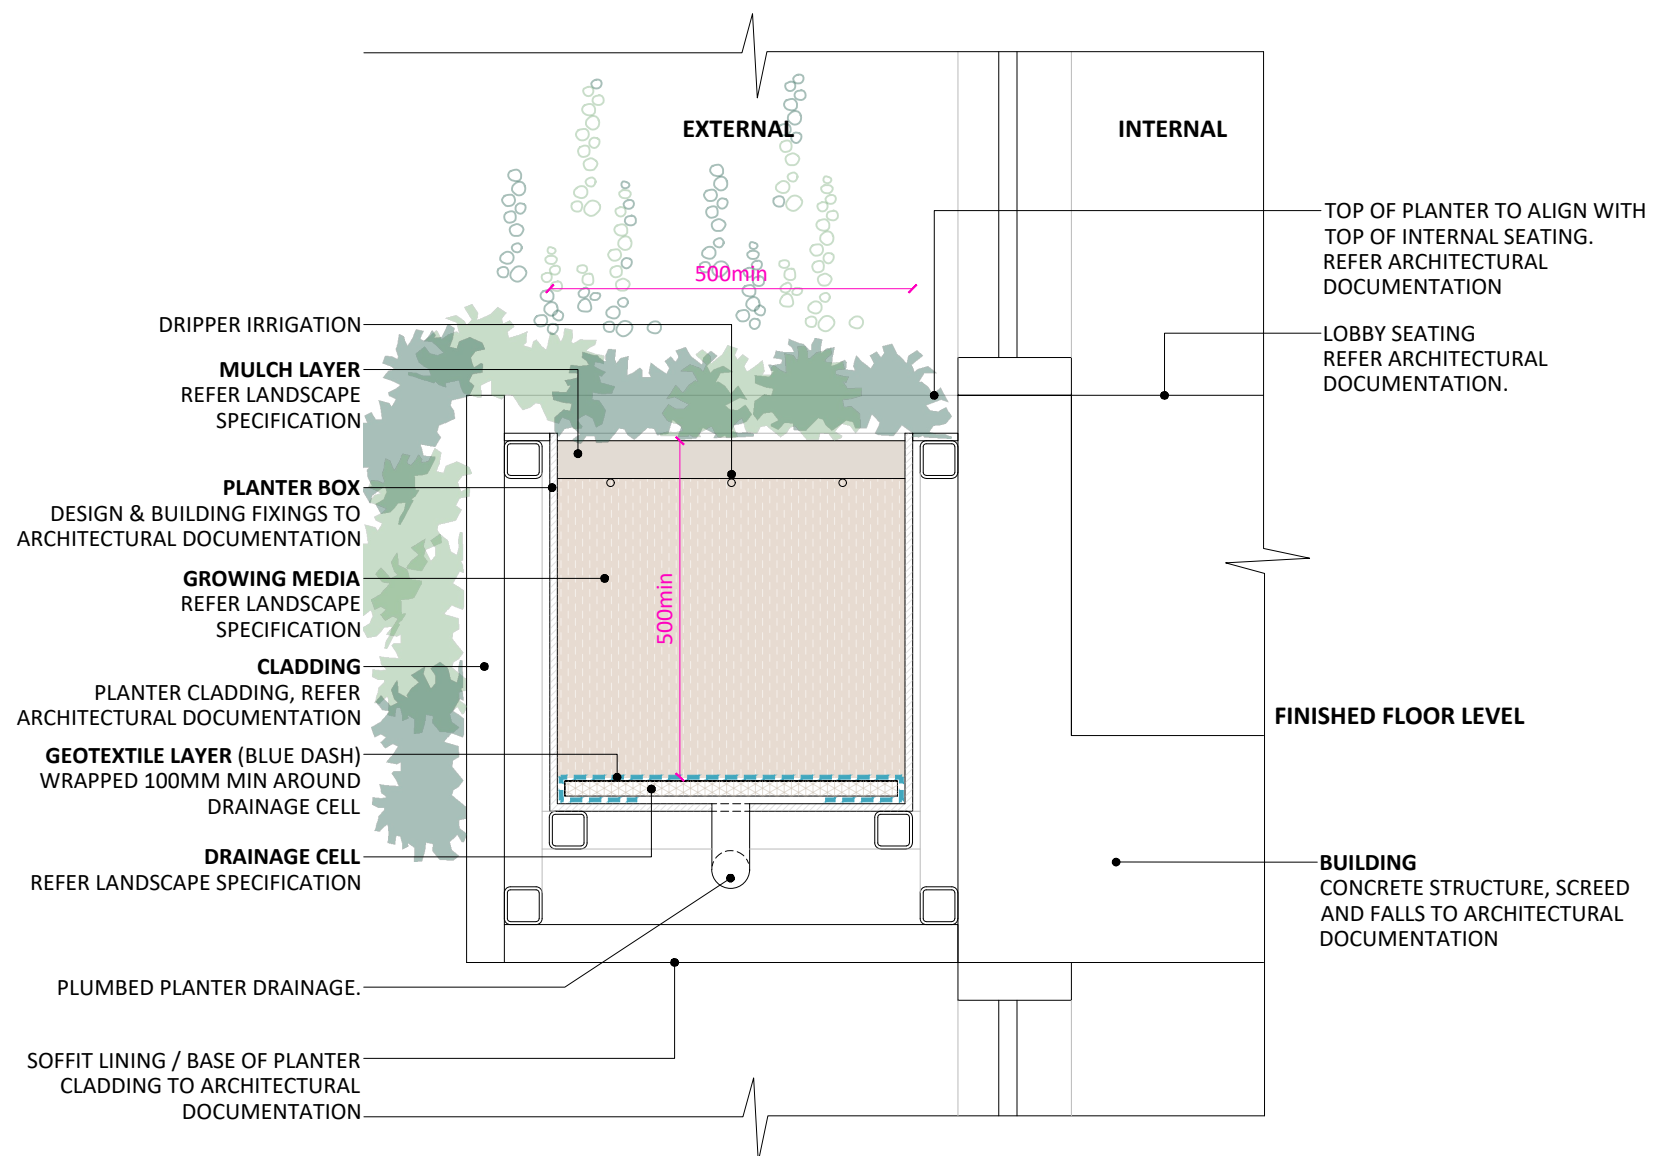 EXTERNAL
INTERNAL
TOP OF PLANTER TO ALIGN WITH
TOP OF INTERNAL SEATING.
REFER ARCHITECTURAL
DOCUMENTATION
500min
DRIPPER IRRIGATION
LOBBY SEATING
REFER ARCHITECTURAL
DOCUMENTATION.
MULCH LAYER
REFER LANDSCAPE
SPECIFICATION
PLANTER BOX
DESIGN & BUILDING FIXINGS TO
ARCHITECTURAL DOCUMENTATION
GROWING MEDIA
REFER LANDSCAPE
SPECIFICATION
500min
CLADDING
PLANTER CLADDING, REFER
ARCHITECTURAL DOCUMENTATION
FINISHED FLOOR LEVEL
GEOTEXTILE LAYER (BLUE DASH)
WRAPPED 100MM MIN AROUND
DRAINAGE CELL
DRAINAGE CELL
REFER LANDSCAPE SPECIFICATION
BUILDING
CONCRETE STRUCTURE, SCREED
AND FALLS TO ARCHITECTURAL
DOCUMENTATION
PLUMBED PLANTER DRAINAGE.
SOFFIT LINING / BASE OF PLANTER
CLADDING TO ARCHITECTURAL
DOCUMENTATION